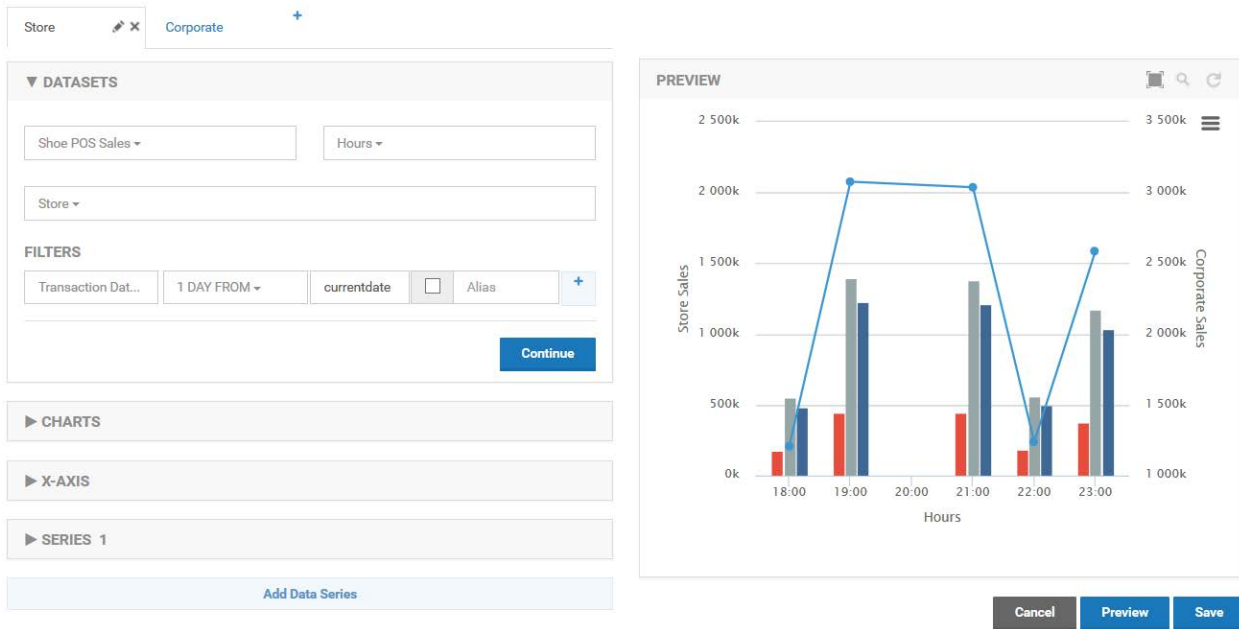 Store
Corporate
+
DATASETS
Shoe POS Sales
Hours
Store
FILTERS
Transaction Dat...
1 DAY FROM
currentdate
Alias
+
Continue
CHARTS
X-AXIS
SERIES 1
Add Data Series
PREVIEW
2 500k
2 000k
1 500k
1 000k
500k
0k
Store Sales
3 500k
3 000k
2 500k
2 000k
1 500k
1 000k
Corporate Sales
18:00 19:00 20:00 21:00 22:00 23:00
Hours
Cancel
Preview
Save